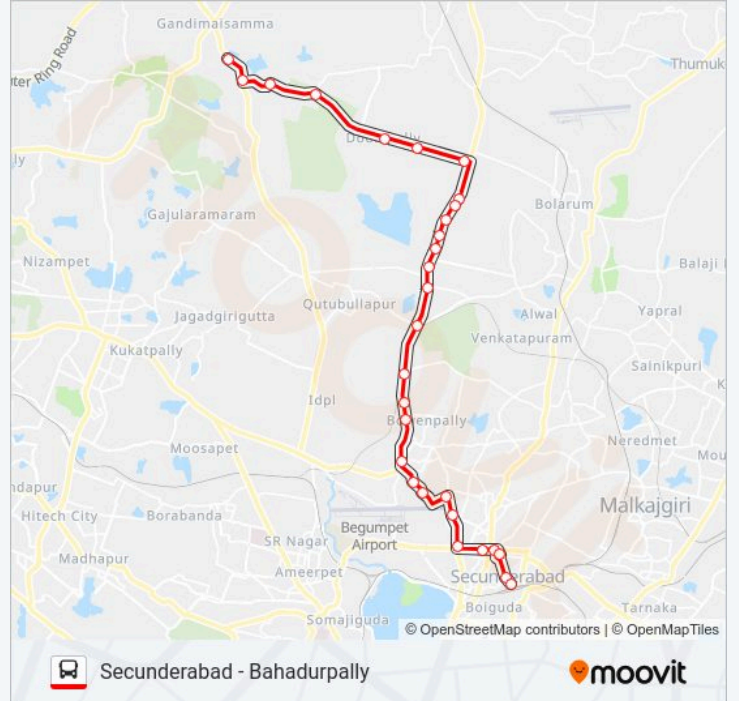 Gandimaisamma
Thumuk
ter Ring Road
Bolarum
lly
Gajularamaram
Nizampet
Balaji
Qutubullapur
Jagadgirigutta
Alwal
Yapral
Venkatapuram
Kukatpally
Sainikpuri
K
Idpl
Moosapet
Neredmet
Mou
ndapur
Malkajgiri
Hitech City
Borabanda
Begumpet
Airport
SR Nagar
Madhapur
Ameerpet
Secunderabad
Boiguda
Tarnaka
Somajiguda
© OpenStreetMap contributors | © OpenMapTiles
Secunderabad - Bahadurpally
moovit